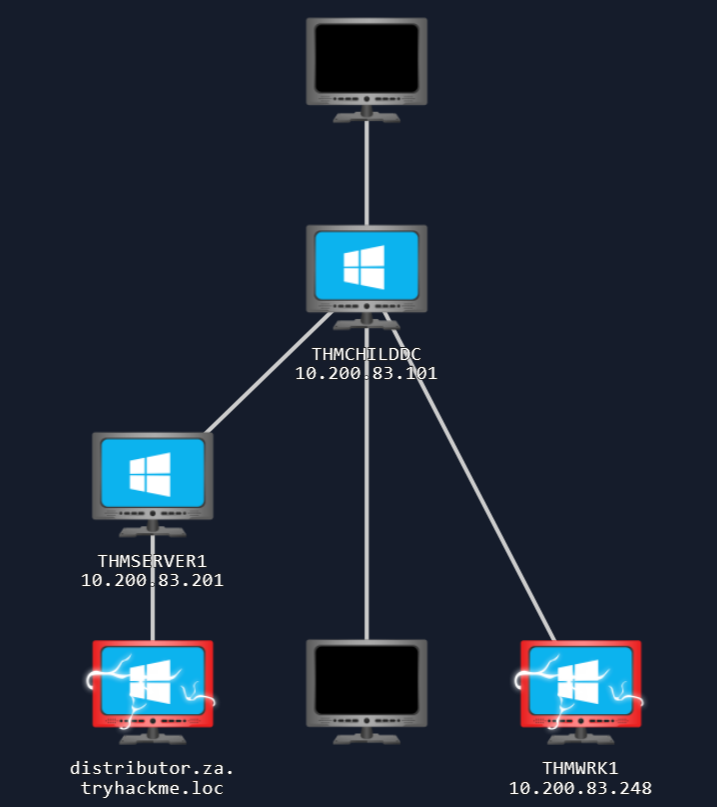 THMCHILDDC
10.200.83.101
THMSERVER1
10.200.83.201
distributor.za.
tryhackme.loc
THMWRK1
10.200.83.248